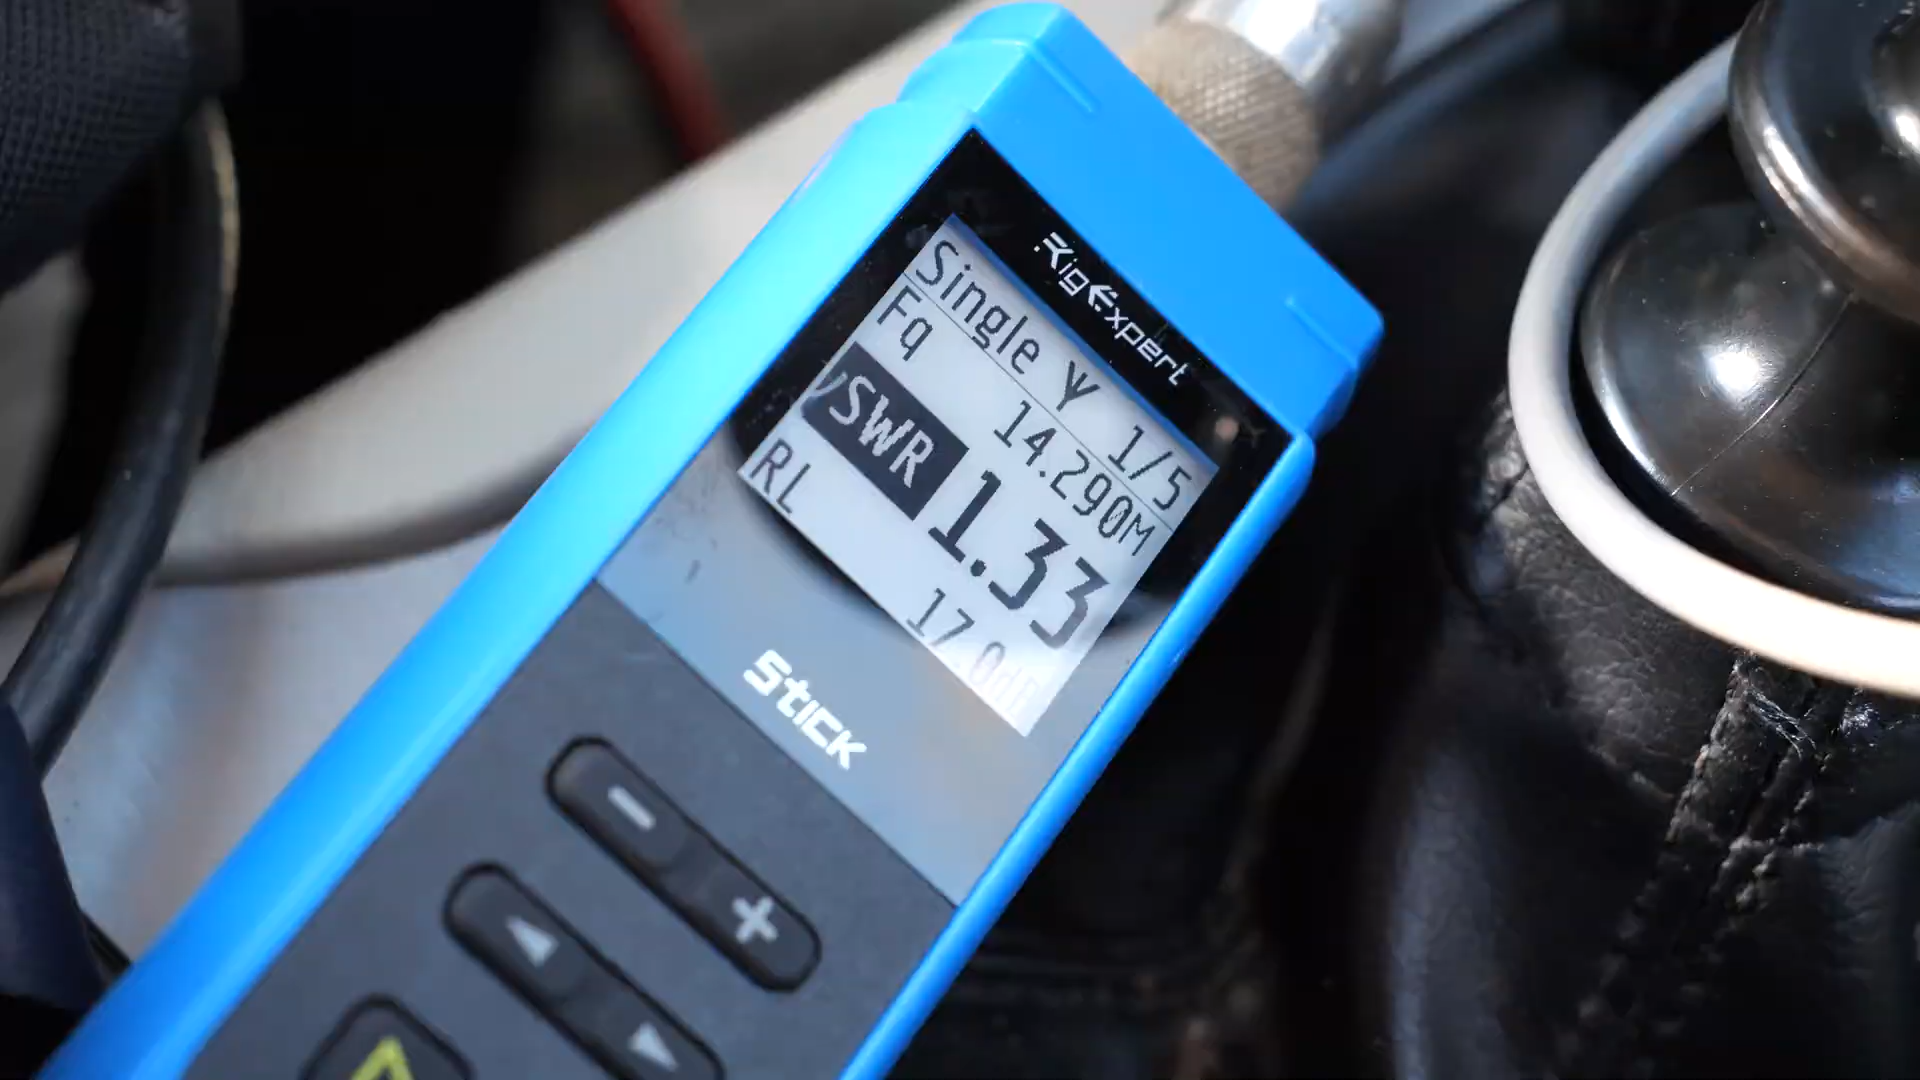 RigExpert
Single 1/5
Fq 14.290M
SWR 1.33
RL 17.0dB
Stick
- +